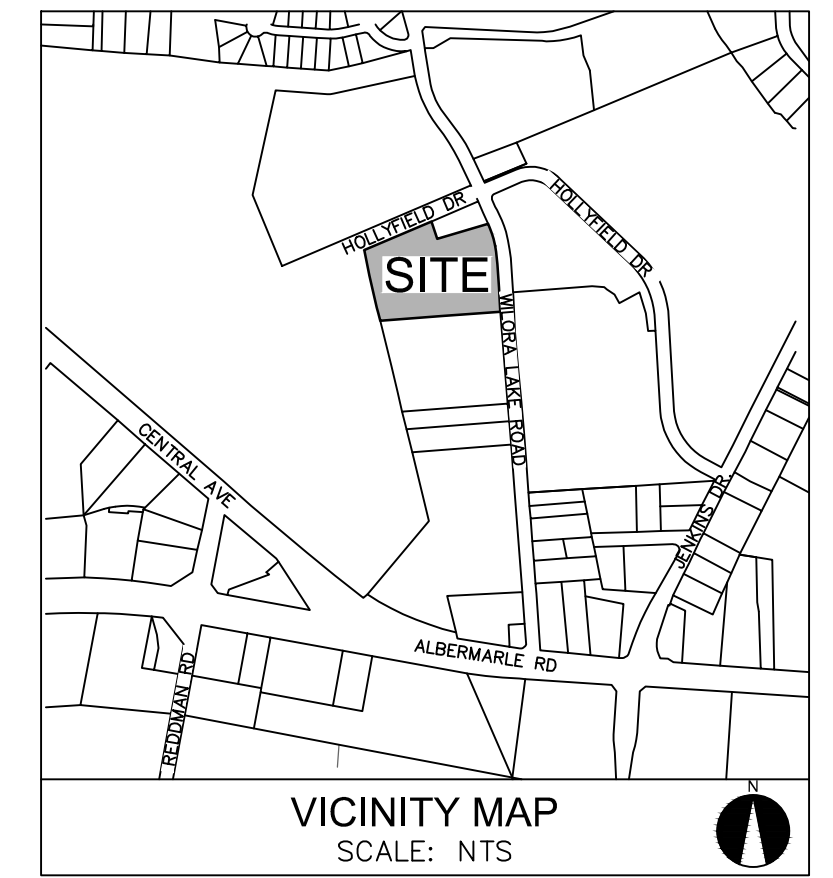 HOLLYFIELD DR
HOLLYFIELD DR
SITE
WILORA LAKE ROAD
CENTRAL AVE
JENKINS DR.
ALBERMARLE RD
REDDMAN RD
VICINITY MAP
SCALE: NTS
N